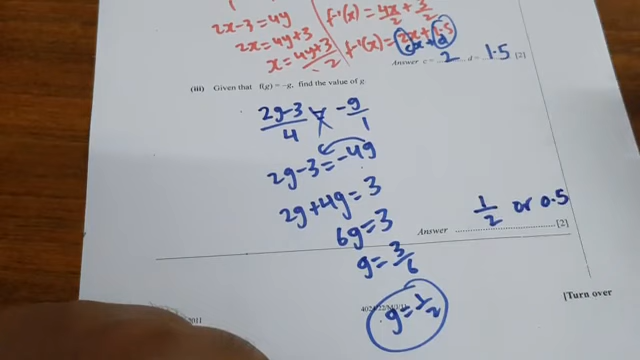 2x-3=4y
2x=4y+3
x=4y+3/2
f⁻¹(x)=4x/2+3/2
f⁻¹(x)=2x+1.5
cx+d
Answer c = 2 d = 1.5 [2]
(iii) Given that f(g) = -g, find the value of g
2g-3/4 -g/1
2g-3=-4g
2g+4g=3
6g=3
g=3/6
g=1/2
1/2 or 0.5
Answer [2]
[Turn over